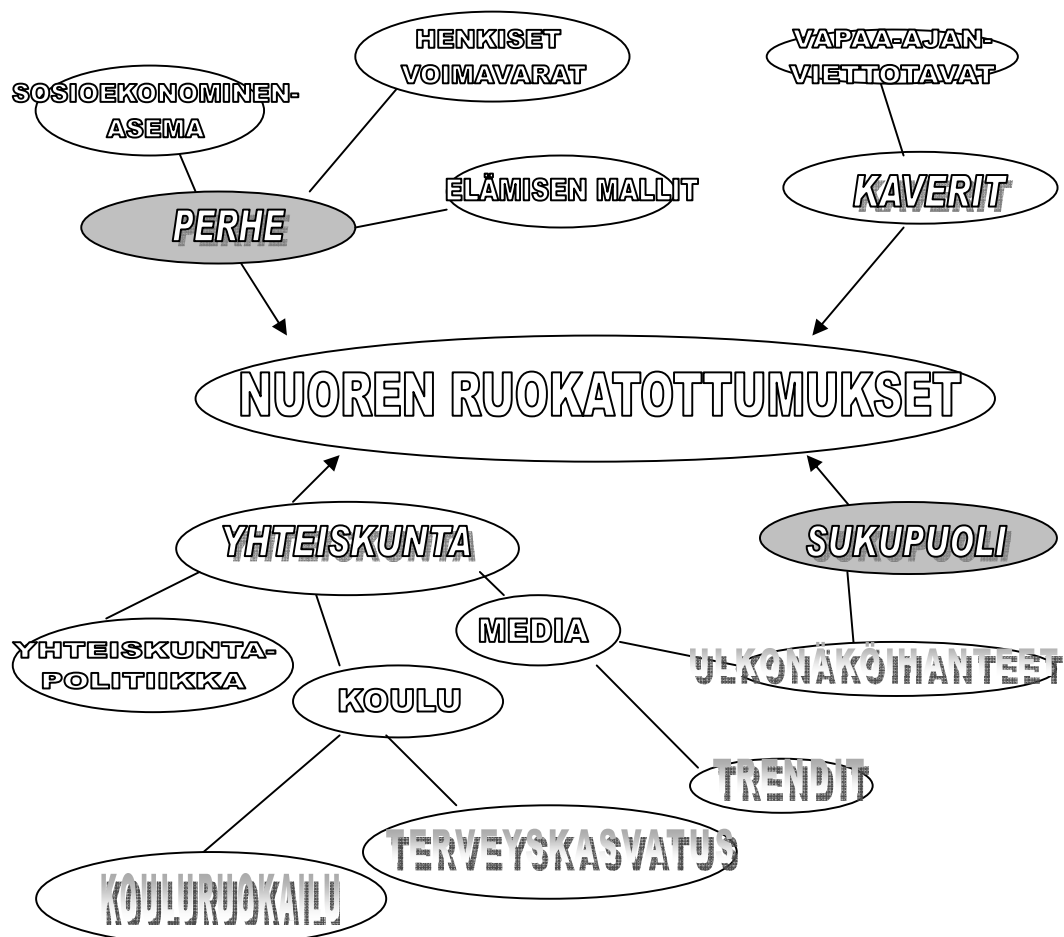 HENKISET
VOIMAVARAT
VAPAA-AJAN-
VIETTOTAVAT
SOSIOEKONOMINEN-
ASEMA
ELÄMISEN MALLIT
KAVERIT
PERHE
NUOREN RUOKATOTTUMUKSET
YHTEISKUNTA
SUKUPUOLI
MEDIA
YHTEISKUNTA-
POLITIIKKA
ULKONÄKÖIHANTEET
KOULU
TRENDIT
TERVEYSKASVATUS
KOULURUOKAILU